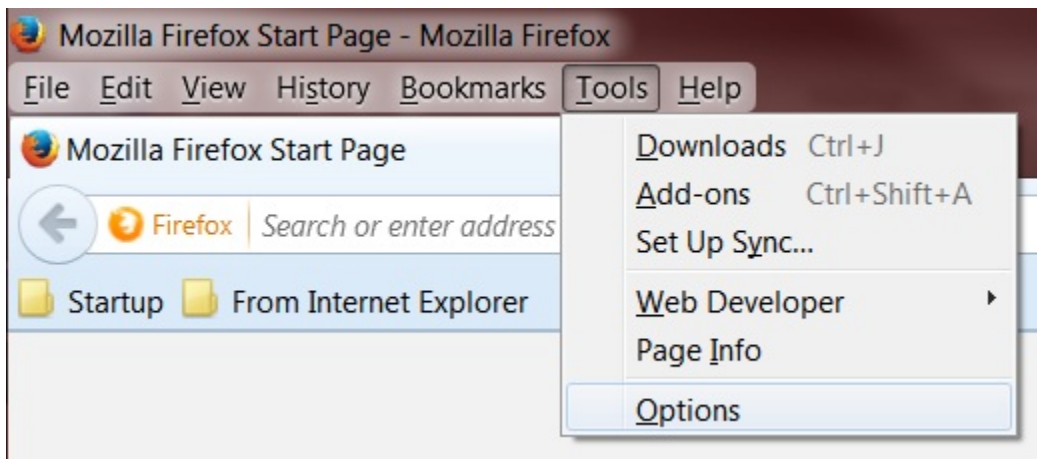 Mozilla Firefox Start Page - Mozilla Firefox
File Edit View History Bookmarks Tools Help
Mozilla Firefox Start Page
Firefox Search or enter address
Startup From Internet Explorer
Downloads Ctrl+J
Add-ons Ctrl+Shift+A
Set Up Sync...
Web Developer
Page Info
Options